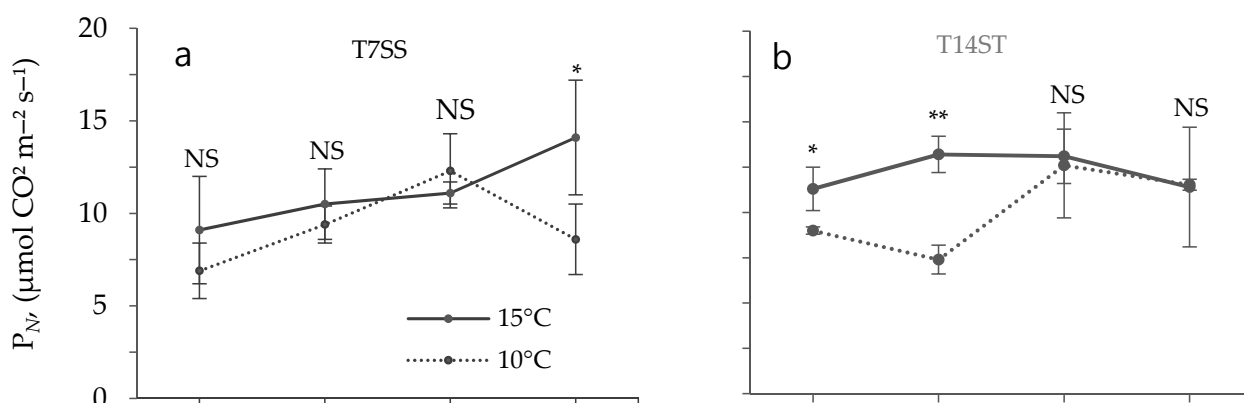 20
15
10
5
0
P_N, (μmol CO² m⁻² s⁻¹)
a
T7SS
NS
NS
NS
*
15°C
10°C
b
T14ST
*
**
NS
NS